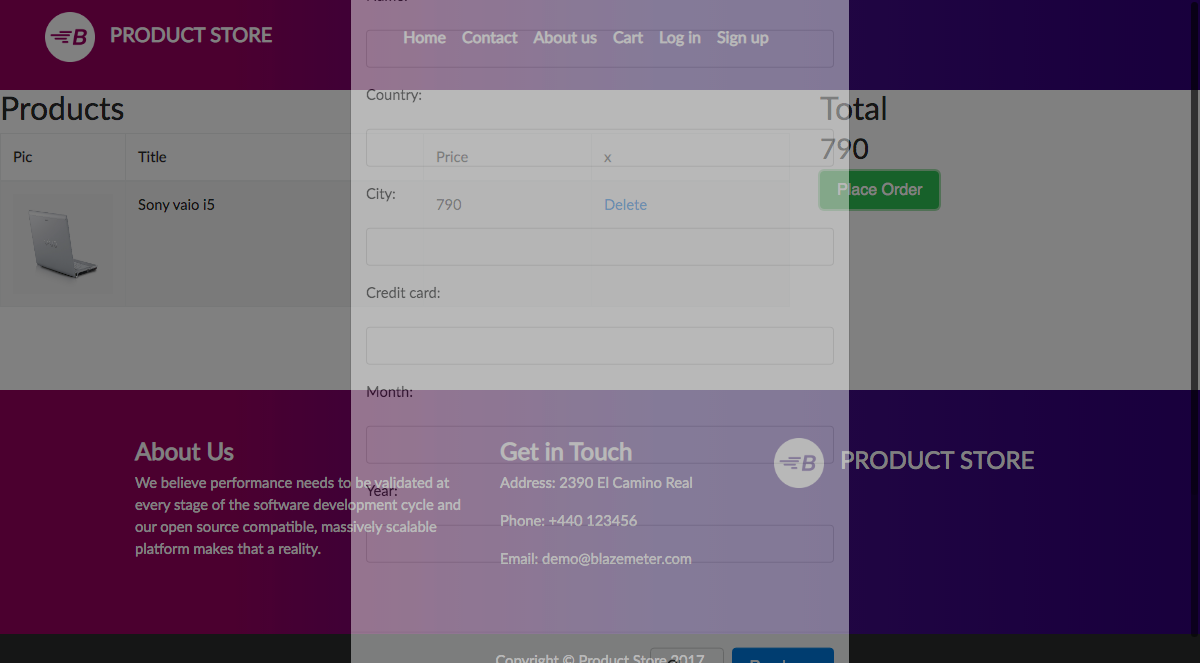 Name:
B PRODUCT STORE
Home Contact About us Cart Log in Sign up
Country:
Products
Total
Pic Title Price x
790
City:
Sony vaio i5 790 Delete
Place Order
Credit card:
Month:
About Us
We believe performance needs to be validated at
every stage of the software development cycle and
our open source compatible, massively scalable
platform makes that a reality.
Get in Touch
Address: 2390 El Camino Real
Phone: +440 123456
Email: demo@blazemeter.com
B PRODUCT STORE
Year:
Copyright © Product Store 2017